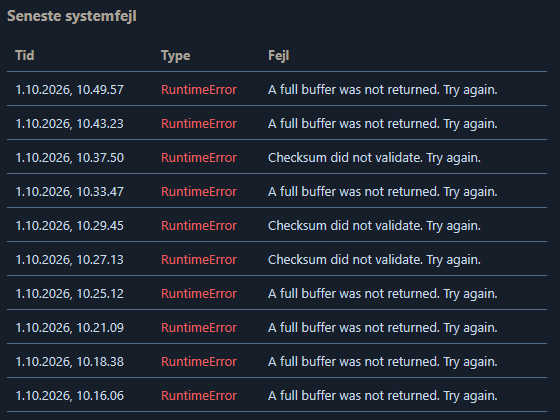 Seneste systemfejl
Tid Type Fejl
1.10.2026, 10.49.57 RuntimeError A full buffer was not returned. Try again.
1.10.2026, 10.43.23 RuntimeError A full buffer was not returned. Try again.
1.10.2026, 10.37.50 RuntimeError Checksum did not validate. Try again.
1.10.2026, 10.33.47 RuntimeError A full buffer was not returned. Try again.
1.10.2026, 10.29.45 RuntimeError Checksum did not validate. Try again.
1.10.2026, 10.27.13 RuntimeError Checksum did not validate. Try again.
1.10.2026, 10.25.12 RuntimeError A full buffer was not returned. Try again.
1.10.2026, 10.21.09 RuntimeError A full buffer was not returned. Try again.
1.10.2026, 10.18.38 RuntimeError A full buffer was not returned. Try again.
1.10.2026, 10.16.06 RuntimeError A full buffer was not returned. Try again.